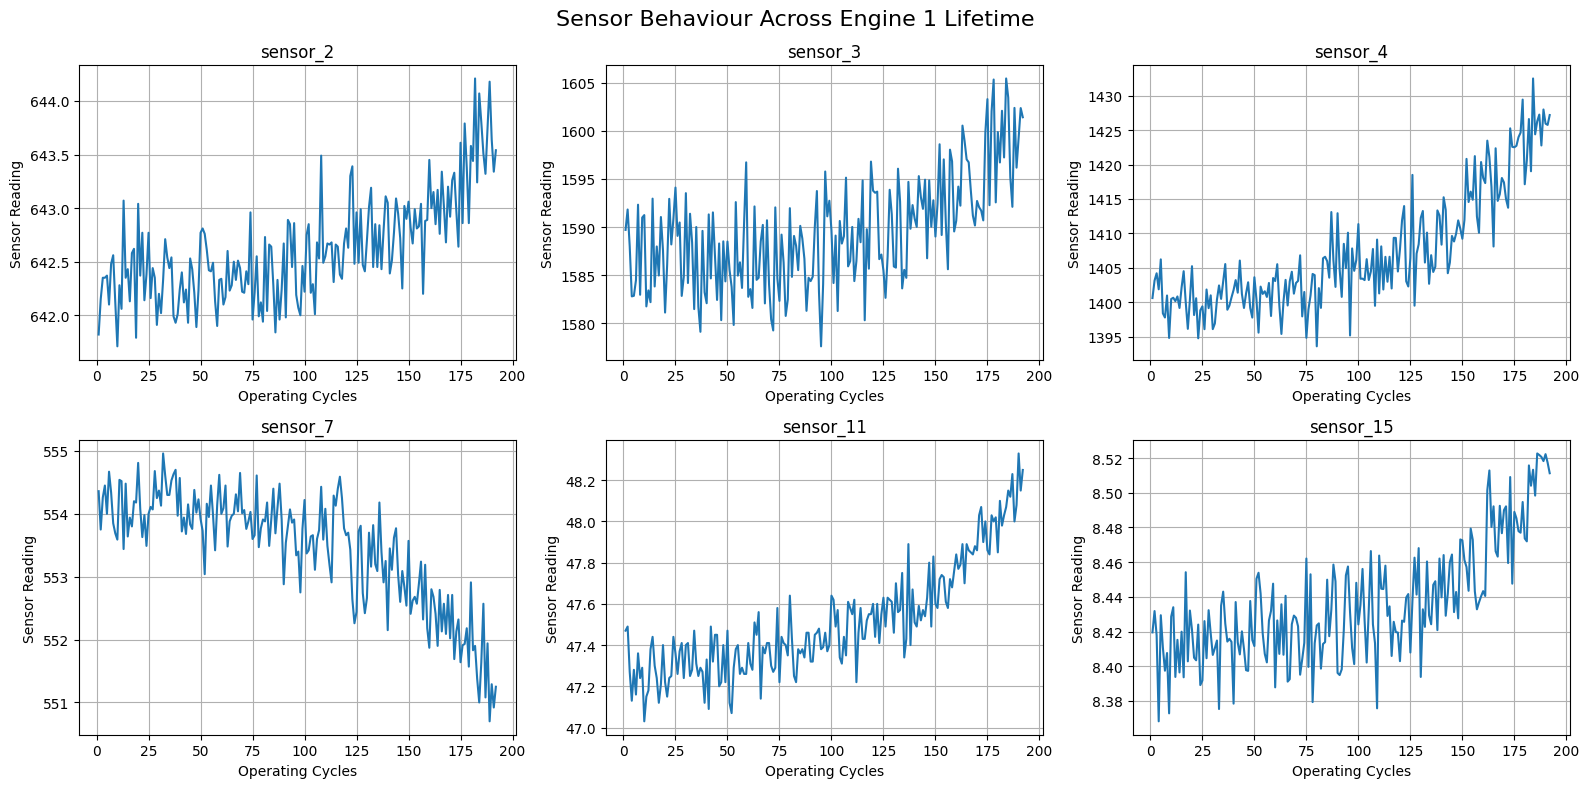 Sensor Behaviour Across Engine 1 Lifetime
sensor_2
644.0
643.5
643.0
642.5
642.0
Sensor Reading
0 25 50 75 100 125 150 175 200
Operating Cycles
sensor_3
1605
1600
1595
1590
1585
1580
Sensor Reading
0 25 50 75 100 125 150 175 200
Operating Cycles
sensor_4
1430
1425
1420
1415
1410
1405
1400
1395
Sensor Reading
0 25 50 75 100 125 150 175 200
Operating Cycles
sensor_7
555
554
553
552
551
Sensor Reading
0 25 50 75 100 125 150 175 200
Operating Cycles
sensor_11
48.2
48.0
47.8
47.6
47.4
47.2
47.0
Sensor Reading
0 25 50 75 100 125 150 175 200
Operating Cycles
sensor_15
8.52
8.50
8.48
8.46
8.44
8.42
8.40
8.38
Sensor Reading
0 25 50 75 100 125 150 175 200
Operating Cycles